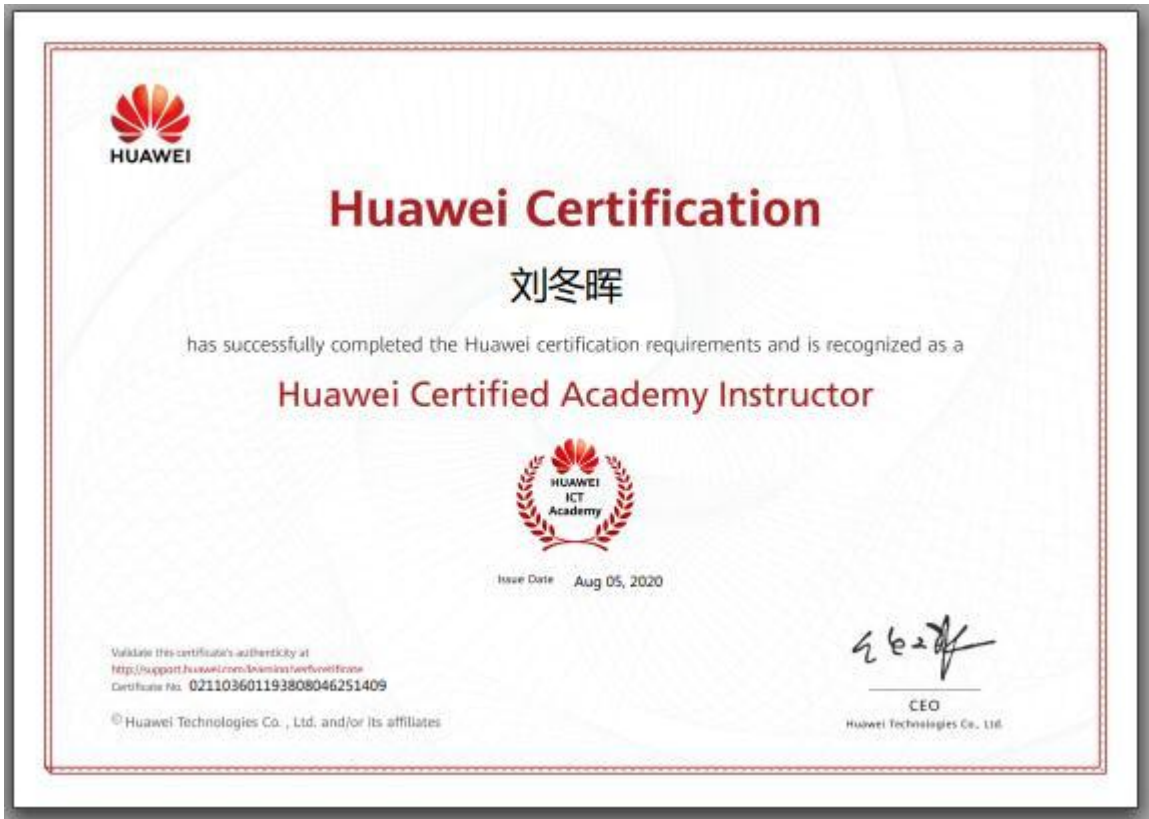 HUAWEI
Huawei Certification
刘冬晖
has successfully completed the Huawei certification requirements and is recognized as a
Huawei Certified Academy Instructor
HUAWEI
ICT
Academy
Issue Date Aug 05, 2020
Validate this certificate's authenticity at
Certificate No. 021103601193808046251409
© Huawei Technologies Co. , Ltd. and/or its affiliates
CEO
Huawei Technologies Co., Ltd.